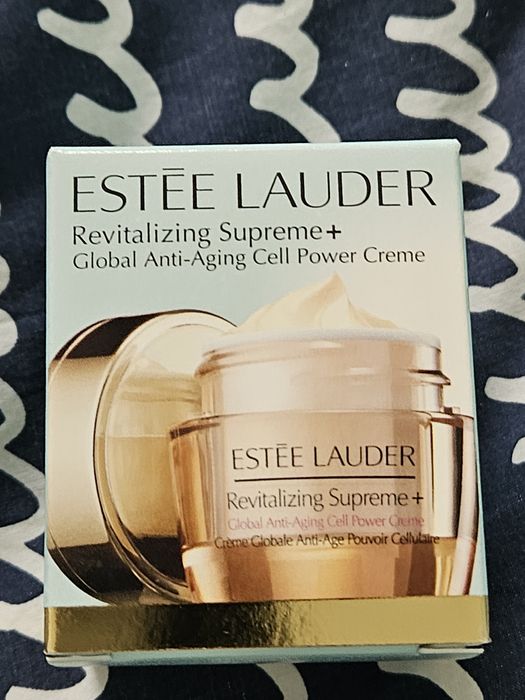 ESTĒE LAUDER
Revitalizing Supreme+
Global Anti-Aging Cell Power Creme
ESTĒE LAUDER
Revitalizing Supreme+
Global Anti-Aging Cell Power Creme
Crème Globale Anti-Age Pouvoir Cellulaire